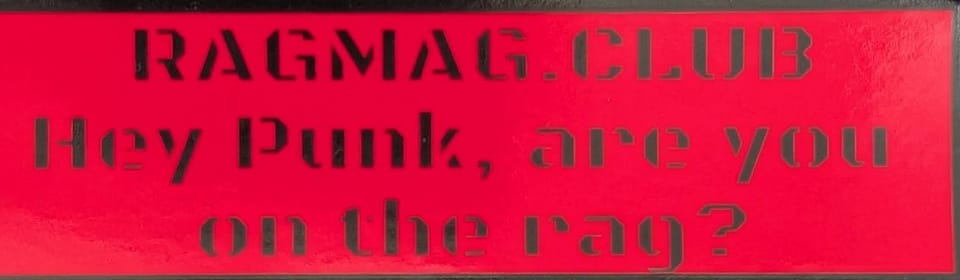 RAGMAG.CLUB
Hey Punk, are you
on the rag?